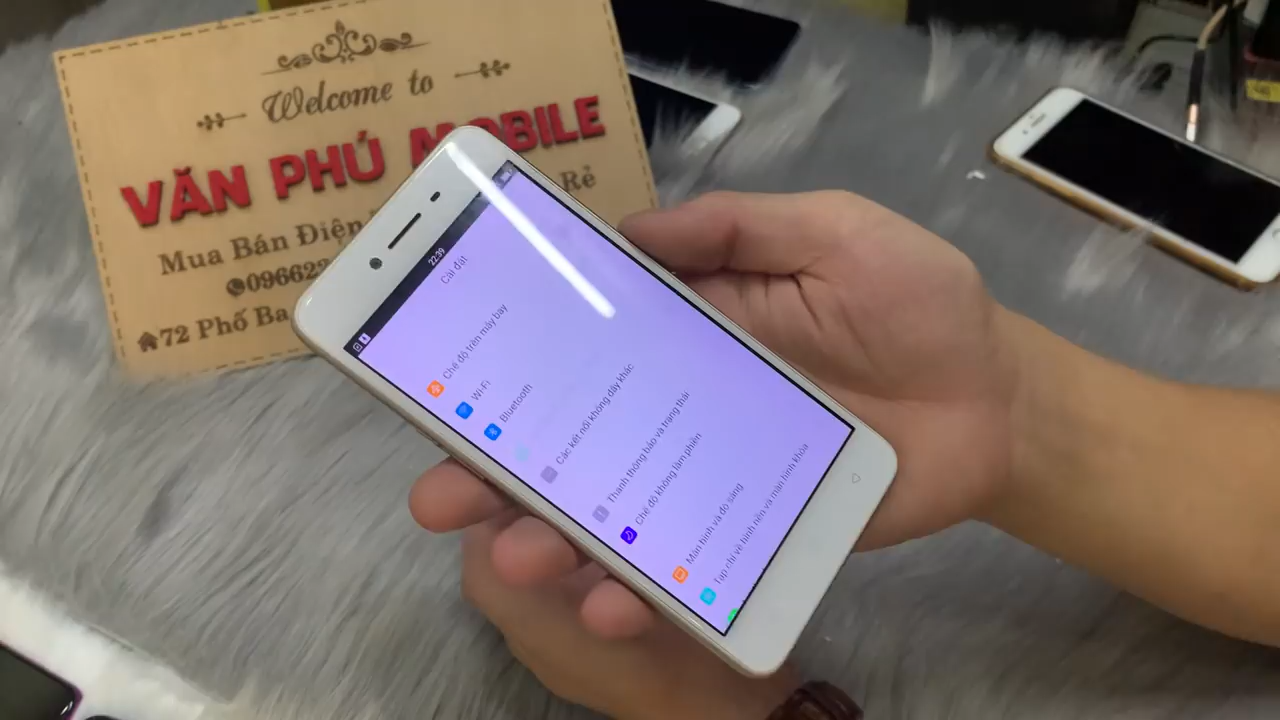 Welcome to
VĂN PHÚ MOBILE
Mua Bán Điện Rẻ
096623
72 Phố Ba
22:39
Cài đặt
Chế độ trên máy bay
Wi-Fi
Bluetooth
Các kết nối không dây khác
Thanh thông báo và trạng thái
Chế độ không làm phiền
Màn hình và độ sáng
Tạp chí về hình nền và màn hình khóa